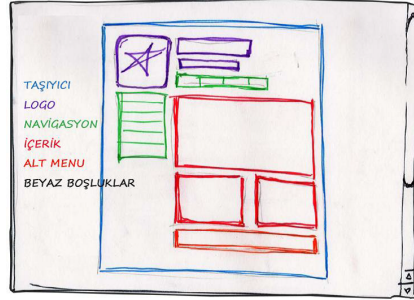 TAŞIYICI
LOGO
NAVİGASYON
İÇERİK
ALT MENU
BEYAZ BOŞLUKLAR